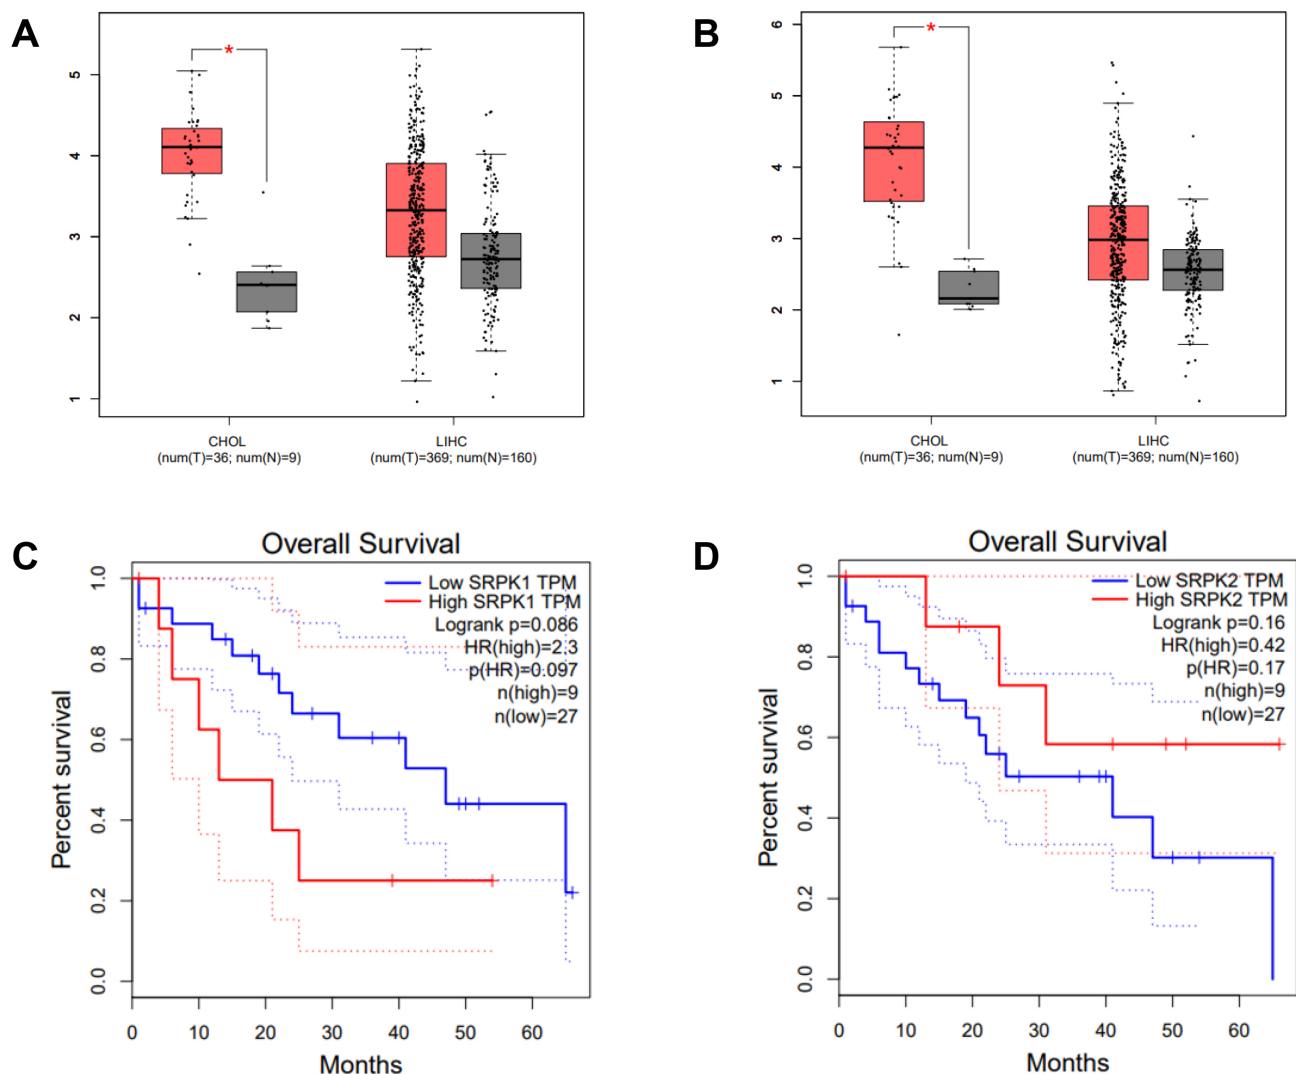 A
5
4
3
2
1
*
CHOL
(num(T)=36; num(N)=9)
LIHC
(num(T)=369; num(N)=160)
B
6
5
4
3
2
1
*
CHOL
(num(T)=36; num(N)=9)
LIHC
(num(T)=369; num(N)=160)
C
Overall Survival
Low SRPK1 TPM
High SRPK1 TPM
Logrank p=0.086
HR(high)=2.3
p(HR)=0.097
n(high)=9
n(low)=27
Percent survival
1.0
0.8
0.6
0.4
0.2
0.0
0 10 20 30 40 50 60
Months
D
Overall Survival
Low SRPK2 TPM
High SRPK2 TPM
Logrank p=0.16
HR(high)=0.42
p(HR)=0.17
n(high)=9
n(low)=27
Percent survival
1.0
0.8
0.6
0.4
0.2
0.0
0 10 20 30 40 50 60
Months